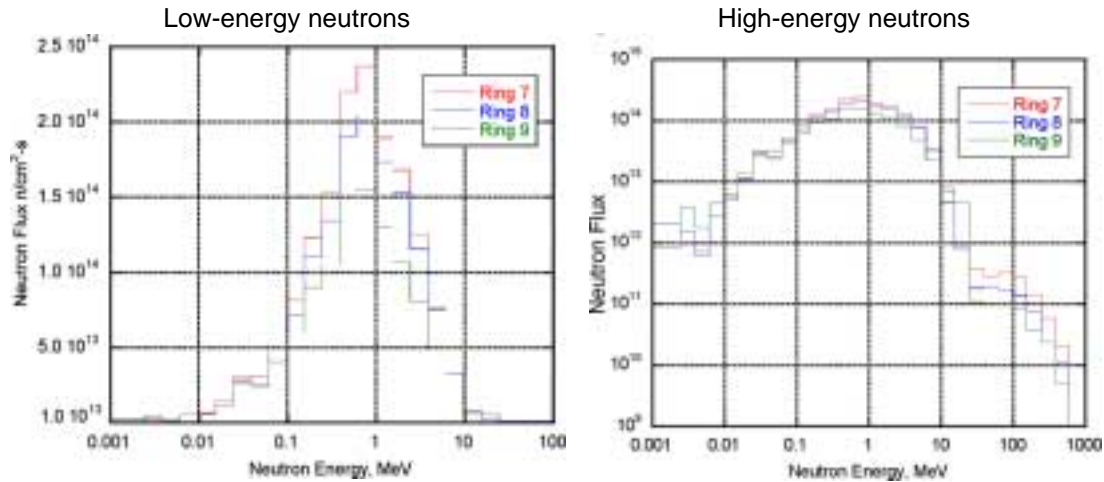 Low-energy neutrons
2.5 10¹⁴
2.0 10¹⁴
1.5 10¹⁴
1.0 10¹⁴
5.0 10¹³
1.0 10¹³
Neutron Flux n/cm²-s
Ring 7
Ring 8
Ring 9
0.001 0.01 0.1 1 10 100
Neutron Energy, MeV
High-energy neutrons
10¹⁵
10¹⁴
10¹³
10¹²
10¹¹
10¹⁰
10⁹
Neutron Flux
Ring 7
Ring 8
Ring 9
0.001 0.01 0.1 1 10 100 1000
Neutron Energy, MeV